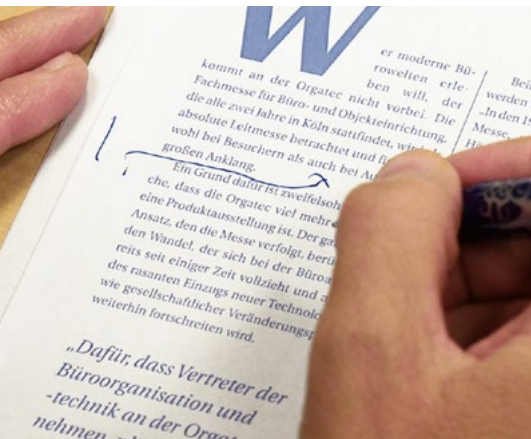 W
er moderne Bü-
rowelten erle-
ben will, der
kommt an der Orgatec nicht vorbei. Die
Fachmesse für Büro- und Objekteinrichtung,
die alle zwei Jahre in Köln stattfindet, wird
absolute Leitmesse betrachtet und
wohl bei Besuchern als auch bei
großen Anklang.
Ein Grund dafür ist
che, dass die Orgatec viel mehr
eine Produktausstellung ist. Der
Ansatz, den die Messe verfolgt,
den Wandel, der sich bei der
reits seit einiger Zeit vollzieht und
des rasanten Einzugs neuer
wie gesellschaftlicher
weiterhin fortschreiten wird.
„Dafür, dass Vertreter der
Büroorganisation und
-technik an der
nehmen,
werden
„In den
Messe,